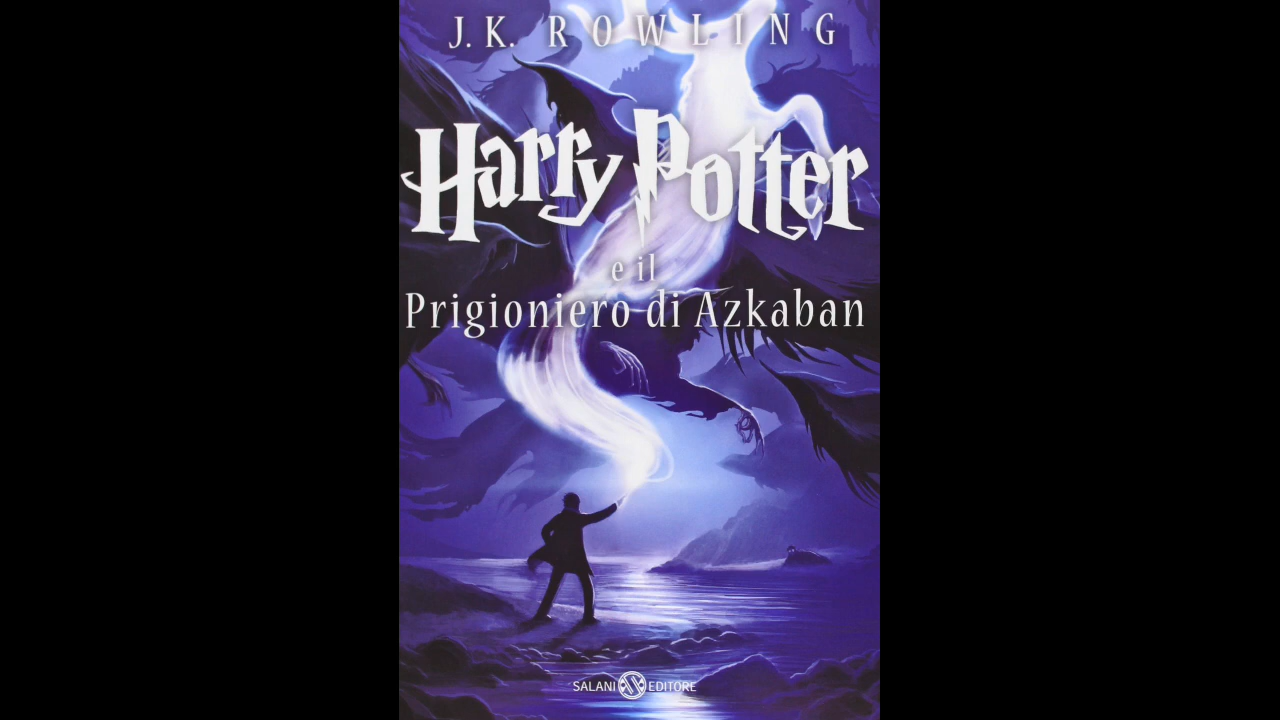 J.K. ROWLING
Harry Potter
e il
Prigioniero di Azkaban
SALANI EDITORE